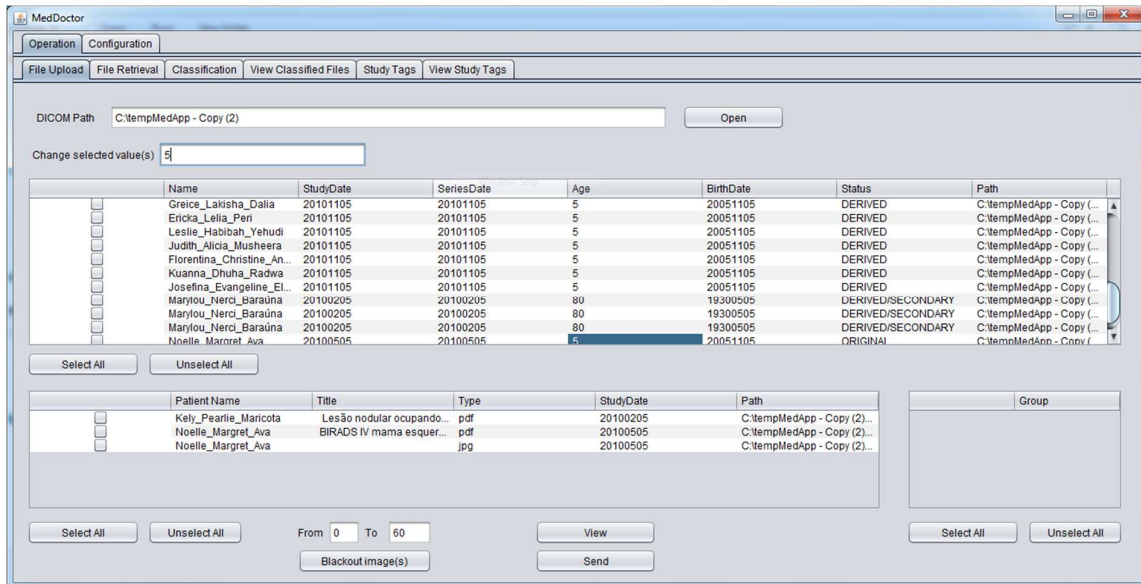 MedDoctor
Operation Configuration
File Upload File Retrieval Classification View Classified Files Study Tags View Study Tags
DICOM Path C:\tempMedApp - Copy (2) Open
Change selected value(s) 5
Name StudyDate SeriesDate Age BirthDate Status Path
Greice_Lakisha_Dalia 20101105 20101105 5 20051105 DERIVED C:\tempMedApp - Copy (...
Ericka_Lelia_Peri 20101105 20101105 5 20051105 DERIVED C:\tempMedApp - Copy (...
Leslie_Habibah_Yehudi 20101105 20101105 5 20051105 DERIVED C:\tempMedApp - Copy (...
Judith_Alicia_Musheera 20101105 20101105 5 20051105 DERIVED C:\tempMedApp - Copy (...
Florentina_Christine_An... 20101105 20101105 5 20051105 DERIVED C:\tempMedApp - Copy (...
Kuanna_Dhuha_Radwa 20101105 20101105 5 20051105 DERIVED C:\tempMedApp - Copy (...
Josefina_Evangeline_El... 20101105 20101105 5 20051105 DERIVED C:\tempMedApp - Copy (...
Marylou_Nerci_Baraúna 20100205 20100205 80 19300505 DERIVED/SECONDARY C:\tempMedApp - Copy (...
Marylou_Nerci_Baraúna 20100205 20100205 80 19300505 DERIVED/SECONDARY C:\tempMedApp - Copy (...
Marylou_Nerci_Baraúna 20100205 20100205 80 19300505 DERIVED/SECONDARY C:\tempMedApp - Copy (...
Noelle_Margret_Ava 20100505 20100505 5 20051105 ORIGINAL C:\tempMedApp - Copy (...
Select All Unselect All
Patient Name Title Type StudyDate Path Group
Kely_Pearlie_Maricota Lesão nodular ocupando... pdf 20100205 C:\tempMedApp - Copy (2)...
Noelle_Margret_Ava BIRADS IV mama esquer... pdf 20100505 C:\tempMedApp - Copy (2)...
Noelle_Margret_Ava jpg 20100505 C:\tempMedApp - Copy (2)...
Select All Unselect All From 0 To 60 View Select All Unselect All
Blackout image(s) Send